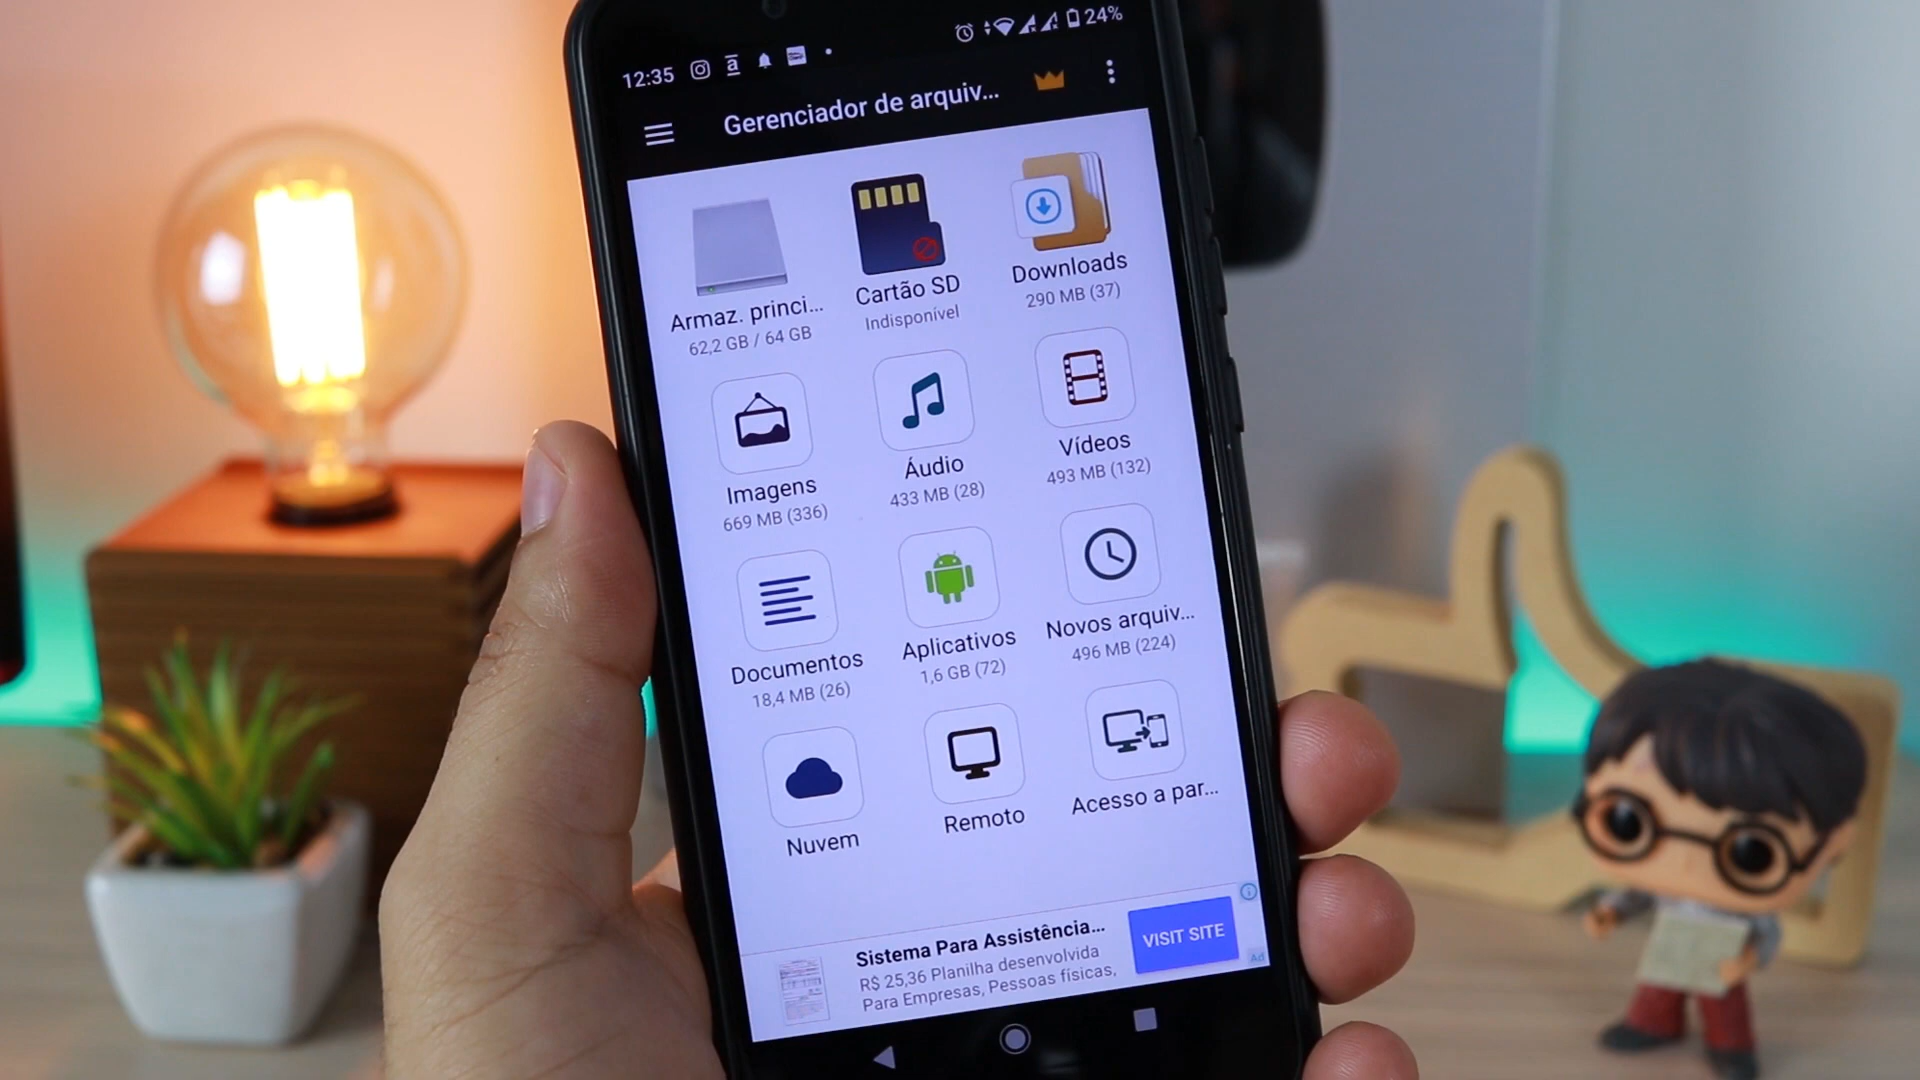 12:35
24%
Gerenciador de arquiv...
Armaz. princi...
62,2 GB / 64 GB
Cartão SD
Indisponível
Downloads
290 MB (37)
Imagens
669 MB (336)
Áudio
433 MB (28)
Vídeos
493 MB (132)
Documentos
18,4 MB (26)
Aplicativos
1,6 GB (72)
Novos arquiv...
496 MB (224)
Nuvem
Remoto
Acesso a par...
Sistema Para Assistência...
R$ 25,36 Planilha desenvolvida
Para Empresas, Pessoas físicas,
VISIT SITE
Ad